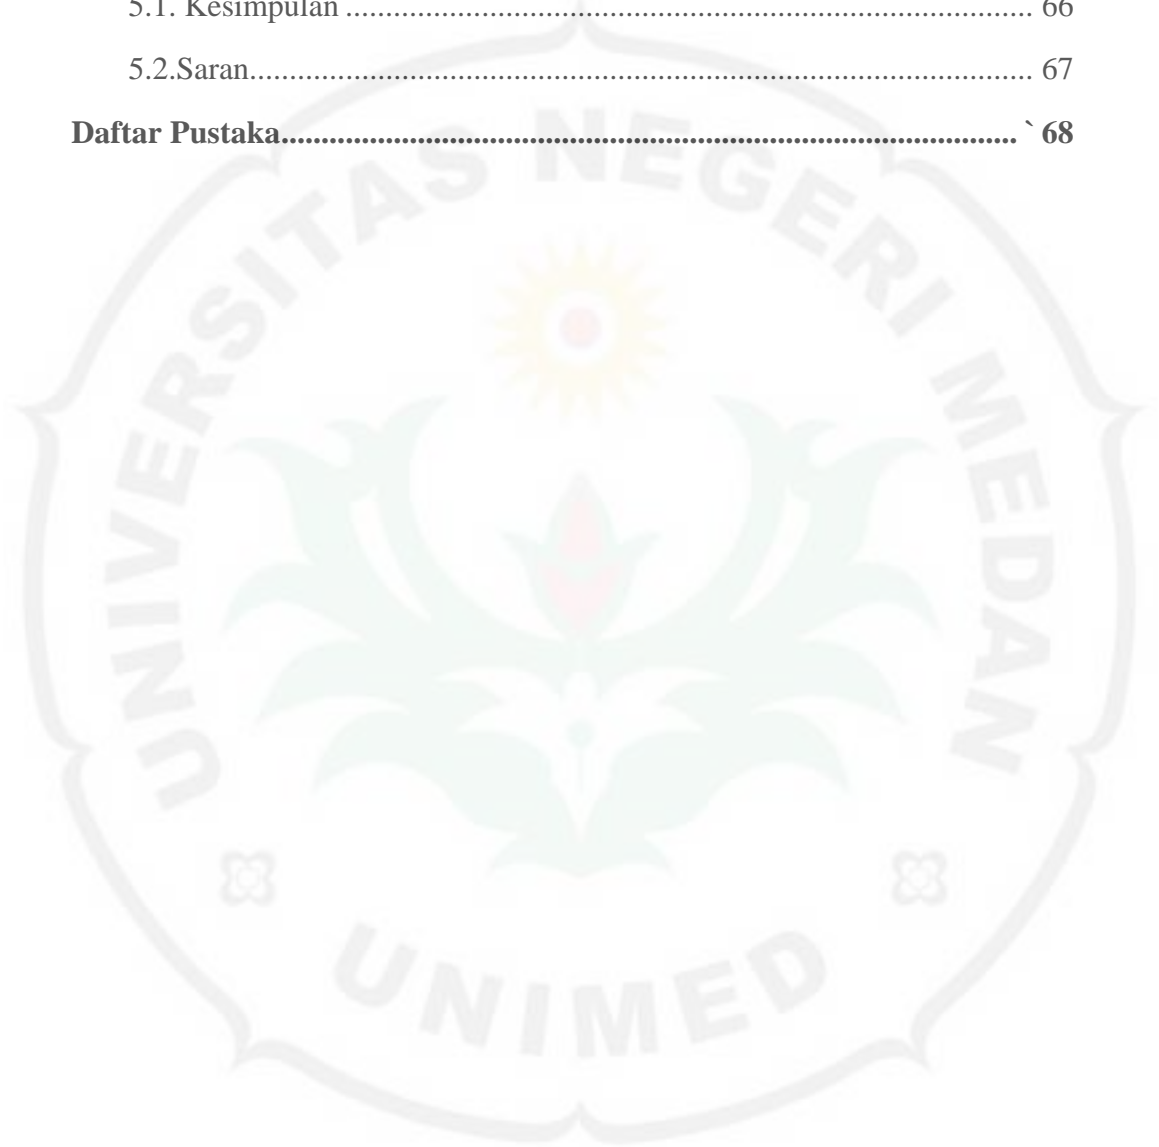 5.1. Kesimpulan ........................................................................................ 66
5.2.Saran.................................................................................................... 67
Daftar Pustaka............................................................................................ ` 68
UNIVERSITAS NEGERI MEDAN
UNIMED